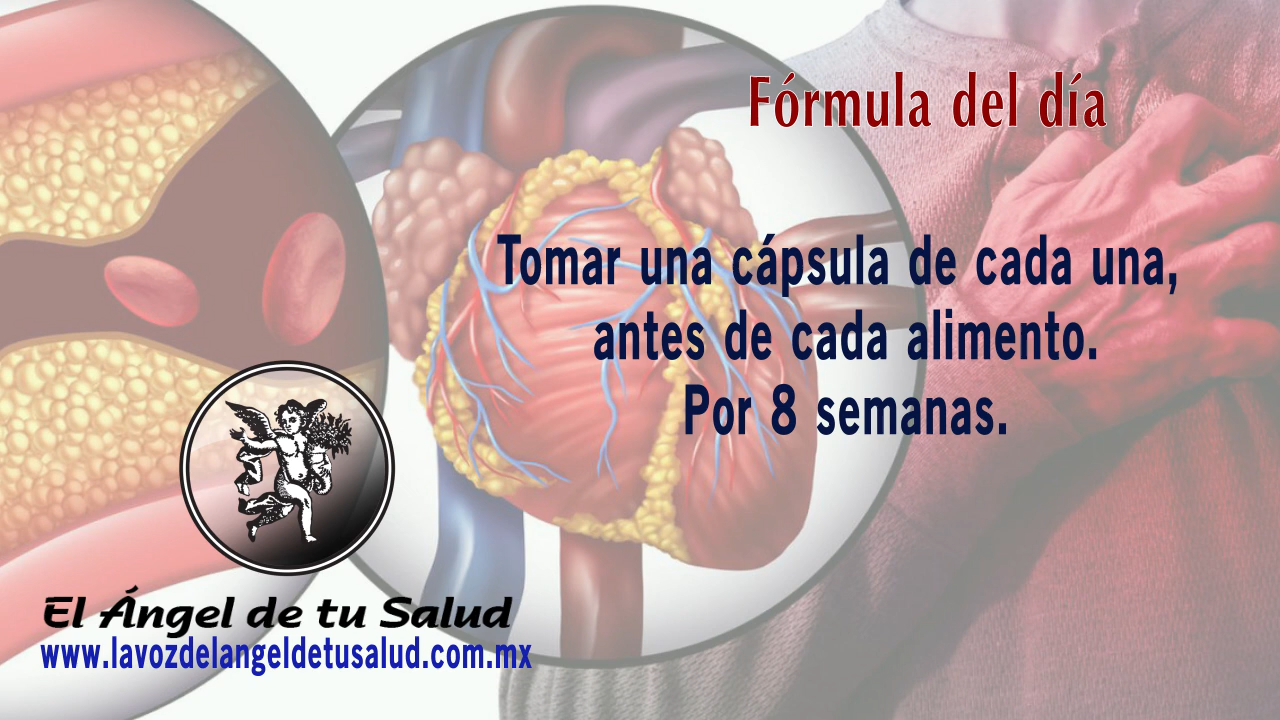 Fórmula del día
Tomar una cápsula de cada una,
antes de cada alimento.
Por 8 semanas.
El Ángel de tu Salud
www.lavozdelangeldetusalud.com.mx